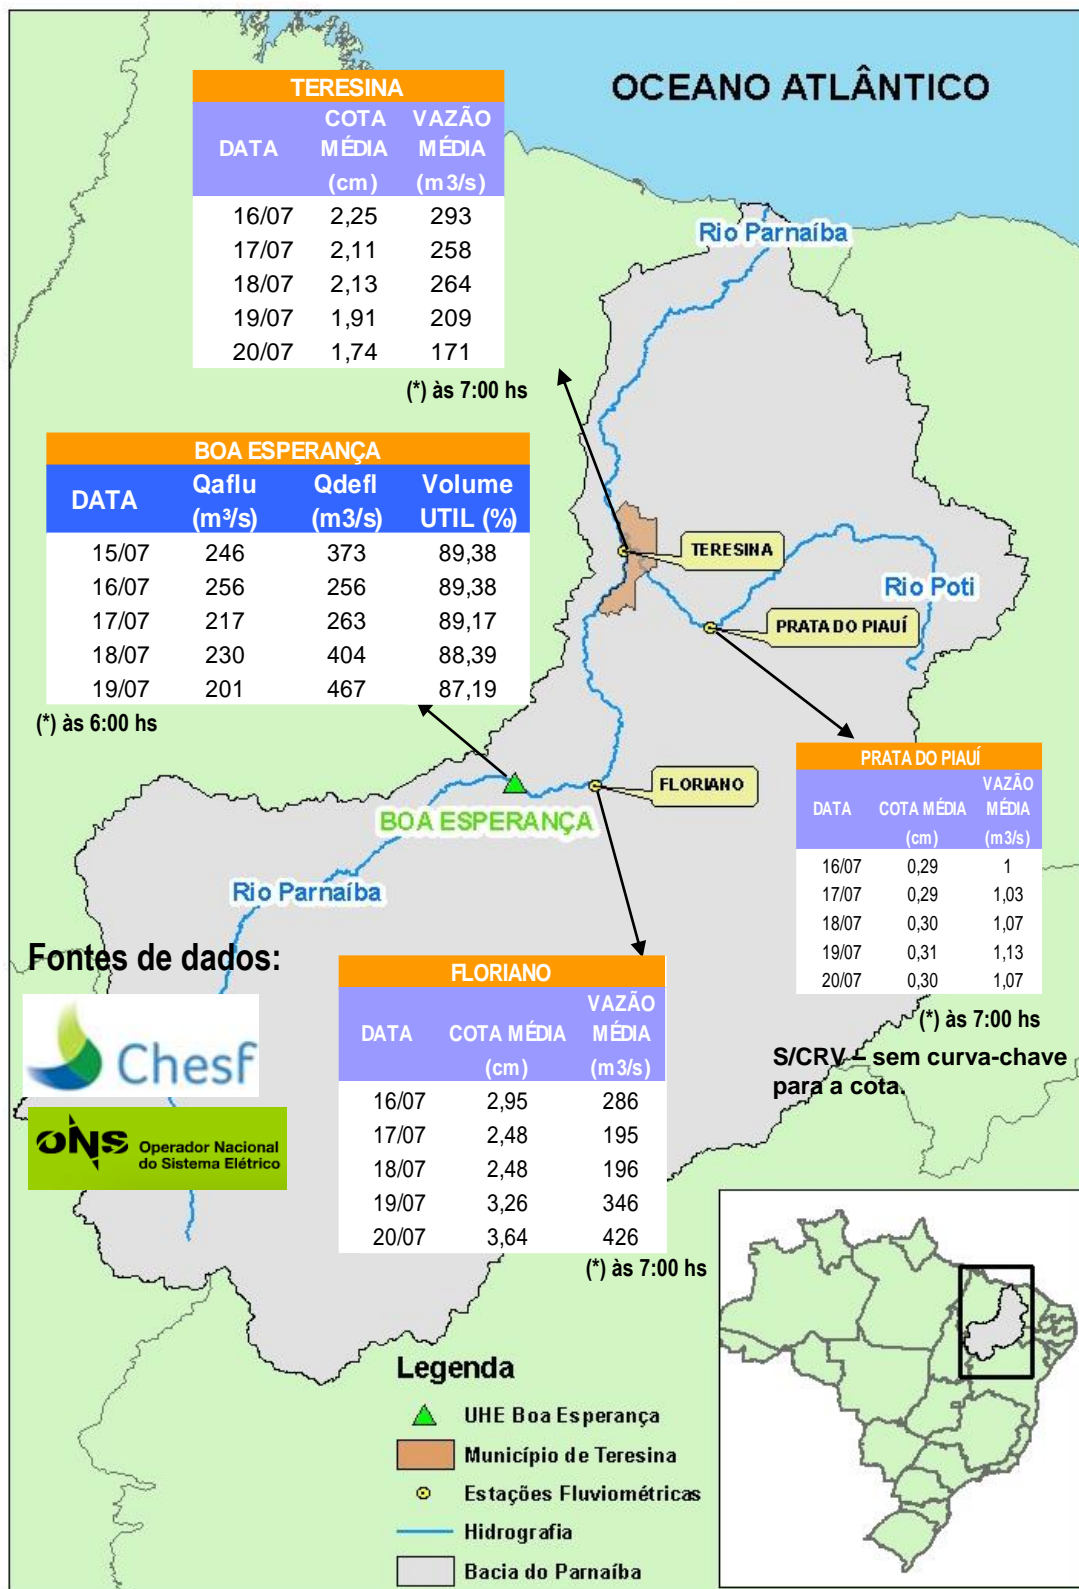 OCEANO ATLÂNTICO
TERESINA
DATA COTA MÉDIA (cm) VAZÃO MÉDIA (m3/s)
16/07 2,25 293
17/07 2,11 258
18/07 2,13 264
19/07 1,91 209
20/07 1,74 171
(*) às 7:00 hs
Rio Parnaíba
BOA ESPERANÇA
DATA Qaflu (m³/s) Qdefl (m3/s) Volume UTIL (%)
15/07 246 373 89,38
16/07 256 256 89,38
17/07 217 263 89,17
18/07 230 404 88,39
19/07 201 467 87,19
(*) às 6:00 hs
TERESINA
Rio Poti
PRATA DO PIAUÍ
FLORIANO
BOA ESPERANÇA
Rio Parnaíba
PRATA DO PIAUÍ
DATA COTA MÉDIA (cm) VAZÃO MÉDIA (m3/s)
16/07 0,29 1
17/07 0,29 1,03
18/07 0,30 1,07
19/07 0,31 1,13
20/07 0,30 1,07
(*) às 7:00 hs
S/CRV – sem curva-chave
para a cota.
Fontes de dados:
Chesf
ONS Operador Nacional
do Sistema Elétrico
FLORIANO
DATA COTA MÉDIA (cm) VAZÃO MÉDIA (m3/s)
16/07 2,95 286
17/07 2,48 195
18/07 2,48 196
19/07 3,26 346
20/07 3,64 426
(*) às 7:00 hs
Legenda
UHE Boa Esperança
Município de Teresina
Estações Fluviométricas
Hidrografia
Bacia do Parnaíba